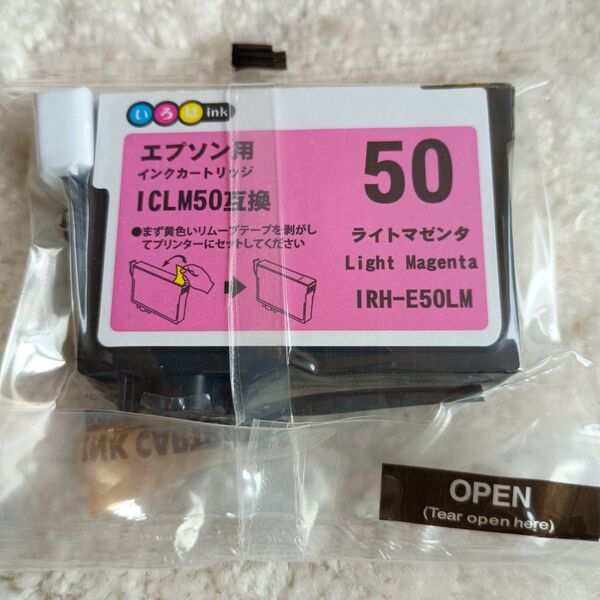 いろはink
エプソン用
インクカートリッジ
ICLM50互換
●まず黄色いリムーブテープを剥がし
てプリンターにセットしてください
50
ライトマゼンタ
Light Magenta
IRH-E50LM
INK CARTRI
OPEN
(Tear open here)